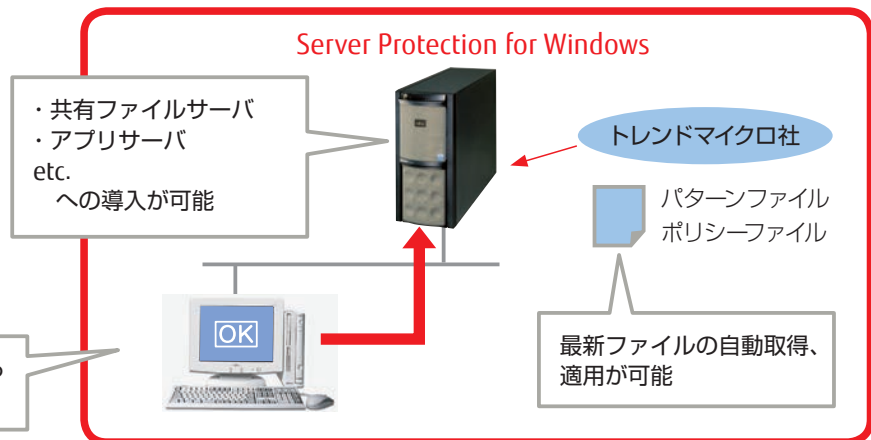 Server Protection for Windows
・共有ファイルサーバ
・アプリサーバ
etc.
への導入が可能
トレンドマイクロ社
パターンファイル
ポリシーファイル
OK
最新ファイルの自動取得、
適用が可能